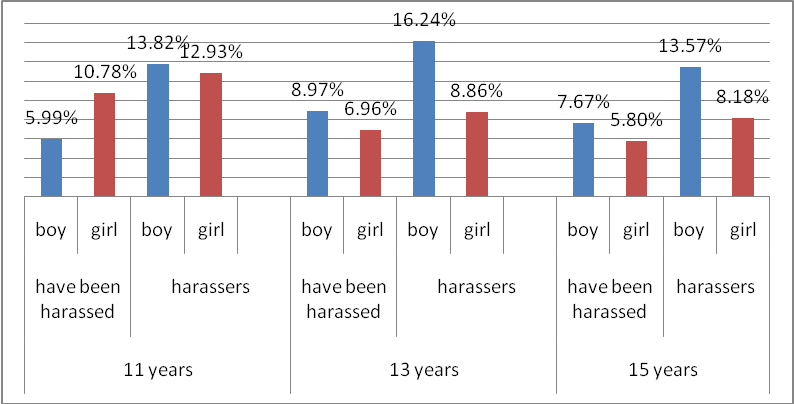 16.24%
13.82% 12.93% 13.57%
10.78%
8.97% 8.86% 8.18%
7.67%
5.99% 6.96% 5.80%
boy girl boy girl boy girl boy girl boy girl boy girl
have been harassers have been harassers have been harassers
harassed harassed harassed
11 years 13 years 15 years